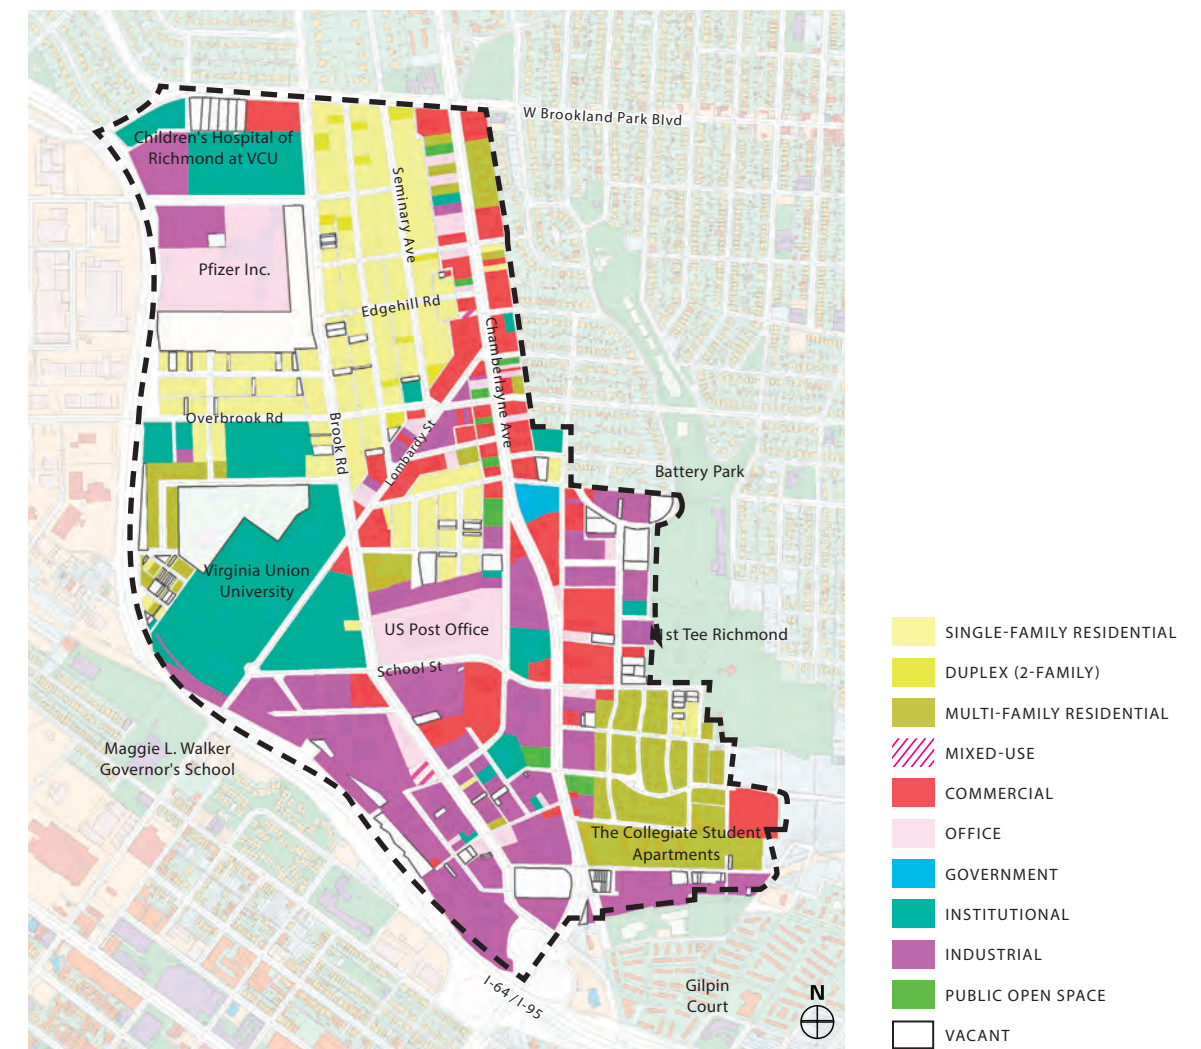 W Brookland Park Blvd
Children's Hospital of
Richmond at VCU
Seminary Ave
Pfizer Inc.
Edgehill Rd
Chamberlayne Ave
Overbrook Rd
Brook Rd
Lombardy St
Battery Park
Virginia Union
University
US Post Office
1st Tee Richmond
School St
Maggie L. Walker
Governor's School
The Collegiate Student
Apartments
I-64 / I-95
Gilpin
Court
N
SINGLE-FAMILY RESIDENTIAL
DUPLEX (2-FAMILY)
MULTI-FAMILY RESIDENTIAL
MIXED-USE
COMMERCIAL
OFFICE
GOVERNMENT
INSTITUTIONAL
INDUSTRIAL
PUBLIC OPEN SPACE
VACANT